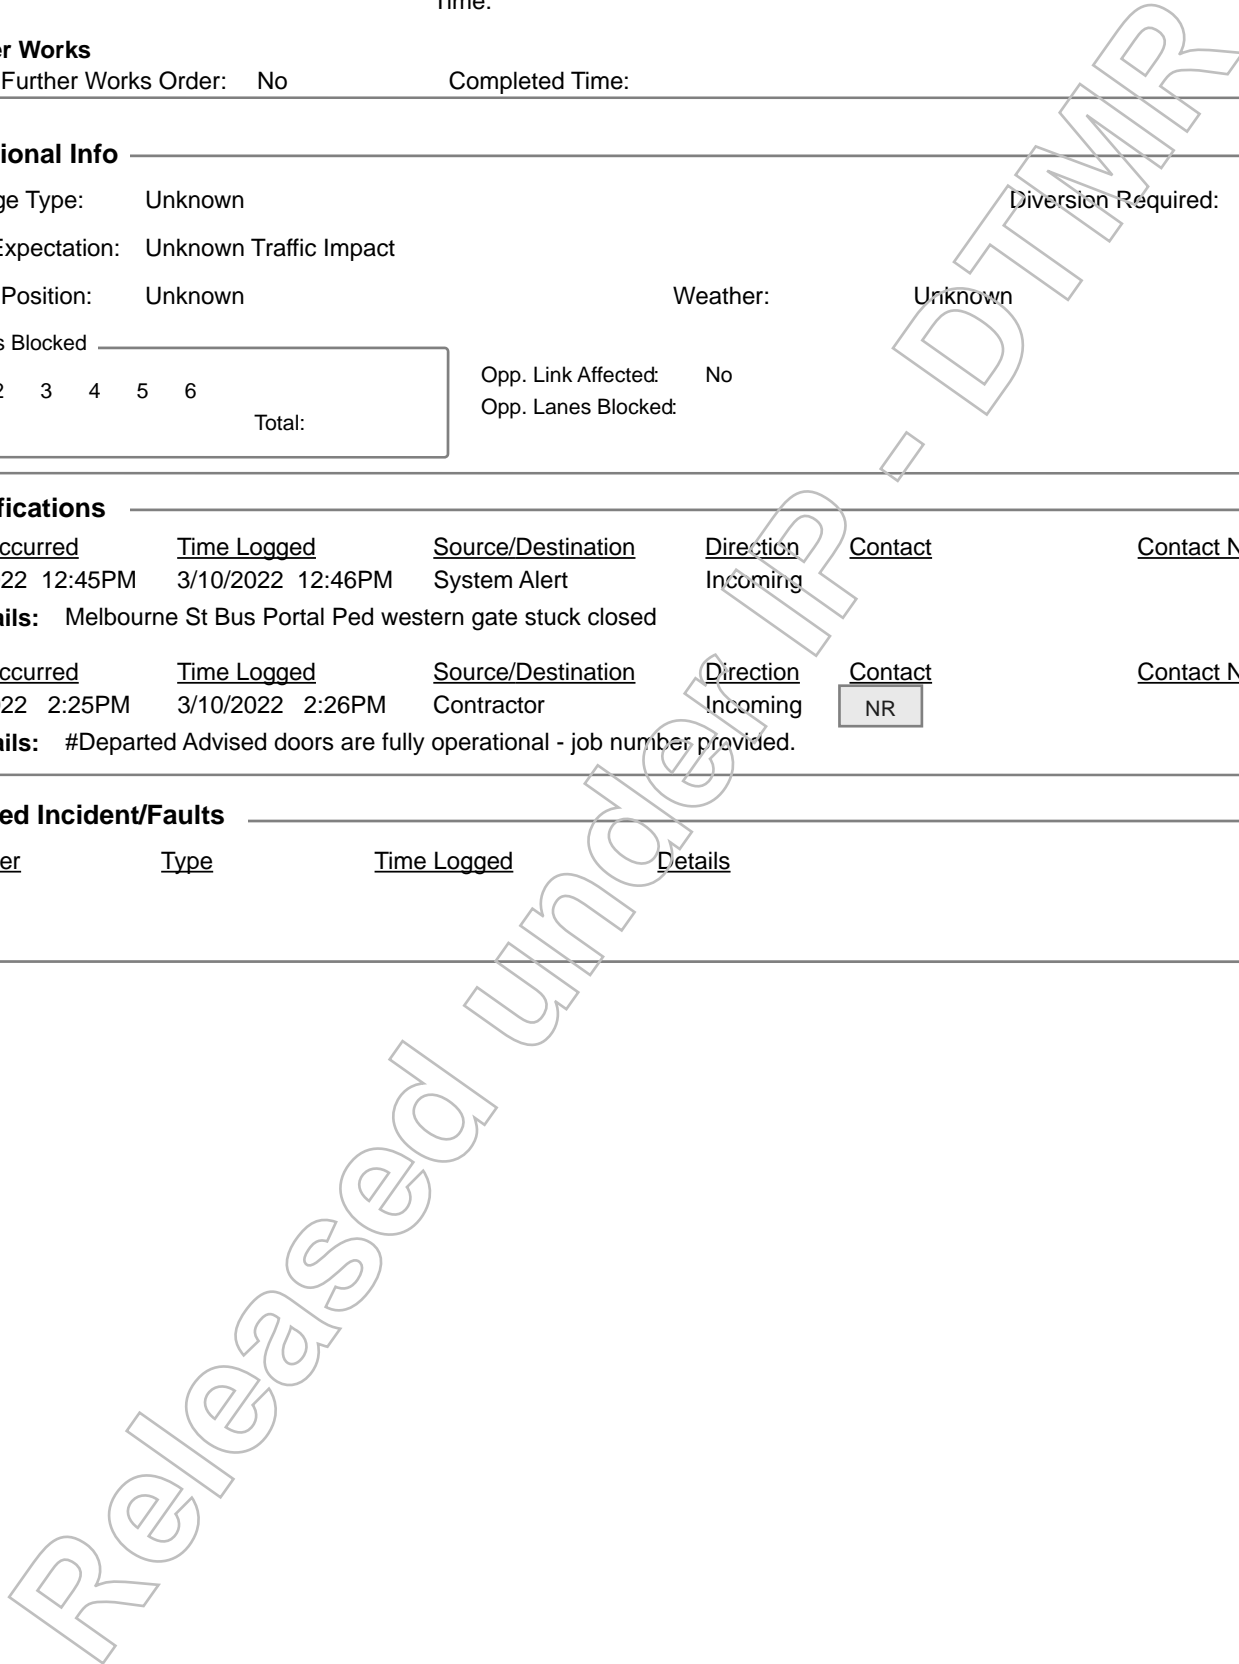 Time:
er Works
Further Works Order: No Completed Time:
ional Info
ge Type: Unknown Diversion Required:
Expectation: Unknown Traffic Impact
Position: Unknown Weather: Unknown
s Blocked
2 3 4 5 6
Opp. Link Affected: No
Opp. Lanes Blocked:
Total:
fications
ccurred Time Logged Source/Destination Direction Contact Contact N
22 12:45PM 3/10/2022 12:46PM System Alert Incoming
ails: Melbourne St Bus Portal Ped western gate stuck closed
ccurred Time Logged Source/Destination Direction Contact Contact N
22 2:25PM 3/10/2022 2:26PM Contractor Incoming NR
ails: #Departed Advised doors are fully operational - job number provided.
ed Incident/Faults
er Type Time Logged Details
Released under IP - DTMR